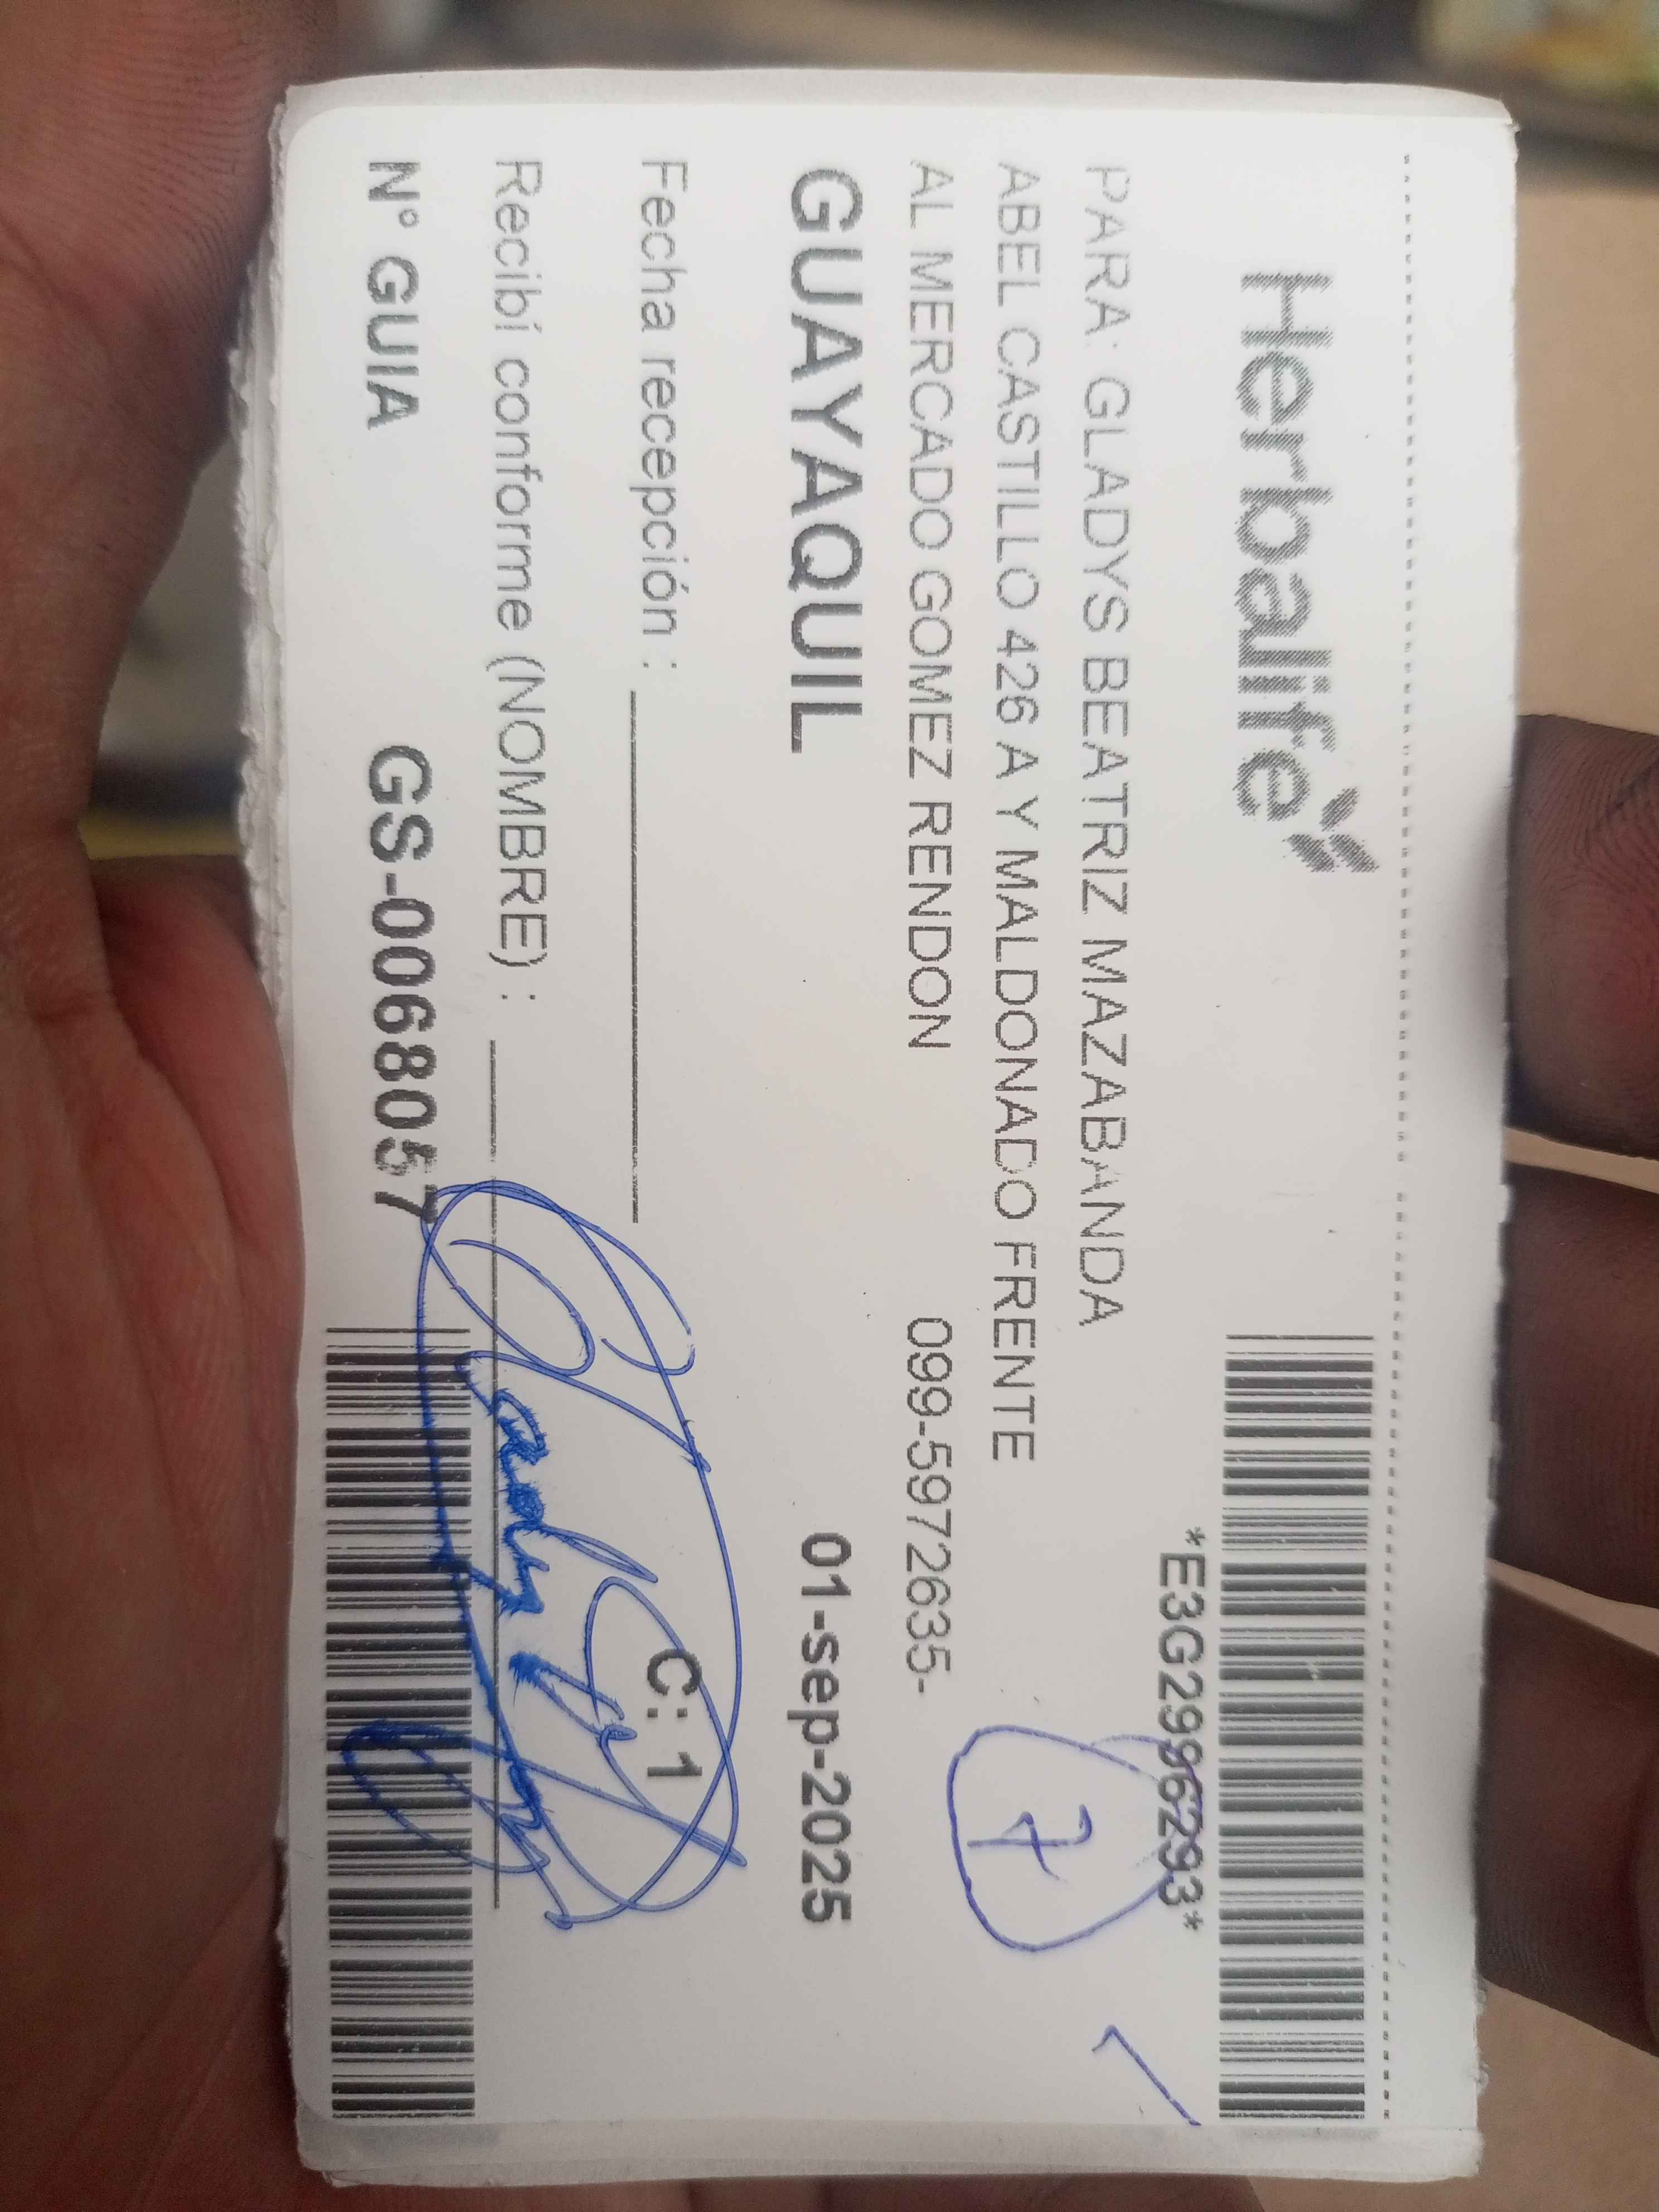 Herbalife
*E3G2996293*
PARA: GLADYS BEATRIZ MAZABANDA
ABEL CASTILLO 426 A Y MALDONADO FRENTE
AL MERCADO GOMEZ RENDON 099-5972635-
7
GUAYAQUIL 01-sep-2025
Fecha recepción :
C: 1
Recibí conforme (NOMBRE) :
N° GUIA GS-0068057